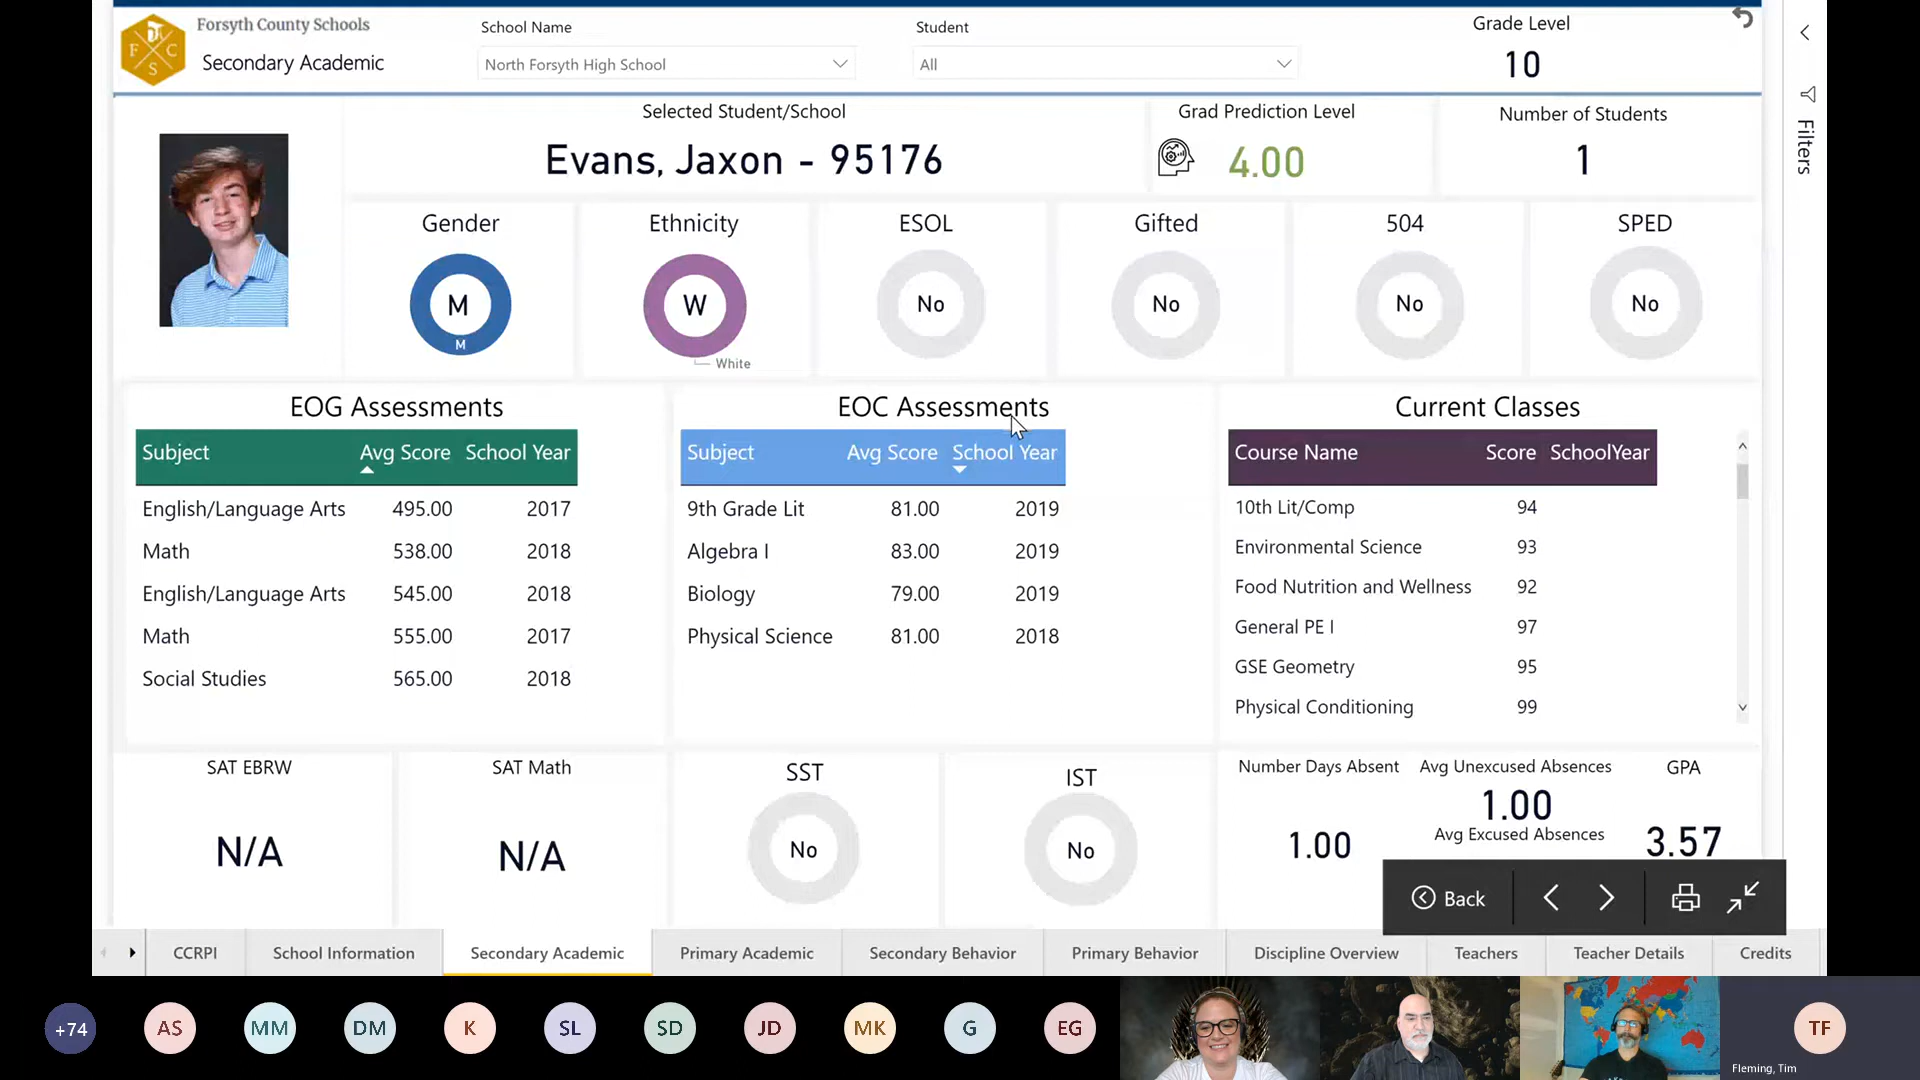 Forsyth County Schools
Secondary Academic
F C S
School Name
North Forsyth High School
Student
All
Grade Level
10
Selected Student/School
Evans, Jaxon - 95176
Grad Prediction Level
4.00
Number of Students
1
Filters
Gender
M
M
Ethnicity
W
White
ESOL
No
Gifted
No
504
No
SPED
No
EOG Assessments
Subject Avg Score School Year
English/Language Arts 495.00 2017
Math 538.00 2018
English/Language Arts 545.00 2018
Math 555.00 2017
Social Studies 565.00 2018
EOC Assessments
Subject Avg Score School Year
9th Grade Lit 81.00 2019
Algebra I 83.00 2019
Biology 79.00 2019
Physical Science 81.00 2018
Current Classes
Course Name Score SchoolYear
10th Lit/Comp 94
Environmental Science 93
Food Nutrition and Wellness 92
General PE I 97
GSE Geometry 95
Physical Conditioning 99
SAT EBRW
N/A
SAT Math
N/A
SST
No
IST
No
Number Days Absent
1.00
Avg Unexcused Absences
1.00
Avg Excused Absences
GPA
3.57
Back
CCRPI School Information Secondary Academic Primary Academic Secondary Behavior Primary Behavior Discipline Overview Teachers Teacher Details Credits
+74 AS MM DM K SL SD JD MK G EG TF
Fleming, Tim